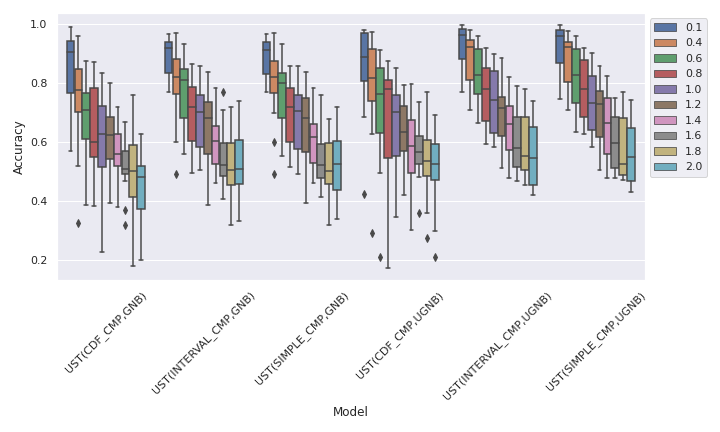 1.0
0.8
0.6
0.4
0.2
Accuracy
UST(CDF_CMP,GNB)
UST(INTERVAL_CMP,GNB)
UST(SIMPLE_CMP,GNB)
UST(CDF_CMP,UGNB)
UST(INTERVAL_CMP,UGNB)
UST(SIMPLE_CMP,UGNB)
Model
0.1
0.4
0.6
0.8
1.0
1.2
1.4
1.6
1.8
2.0